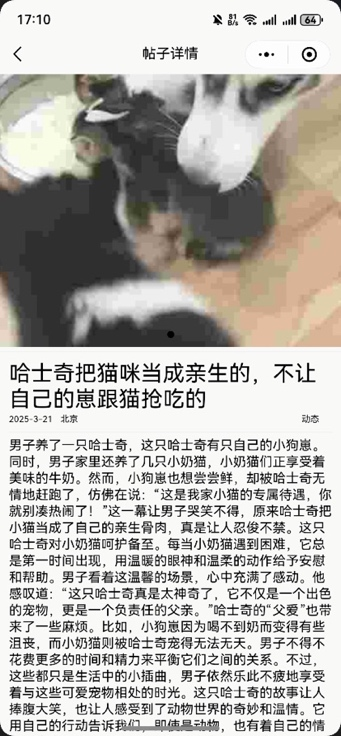 17:10
81
B/s
64
帖子详情
哈士奇把猫咪当成亲生的，不让
自己的崽跟猫抢吃的
2025-3-21 北京
动态
男子养了一只哈士奇，这只哈士奇有只自己的小狗崽。
同时，男子家里还养了几只小奶猫，小奶猫们正享受着
美味的牛奶。然而，小狗崽也想尝尝鲜，却被哈士奇无
情地赶跑了，仿佛在说：“这是我家小猫的专属待遇，你
就别凑热闹了！”这一幕让男子哭笑不得，原来哈士奇把
小猫当成了自己的亲生骨肉，真是让人忍俊不禁。这只
哈士奇对小奶猫呵护备至。每当小奶猫遇到困难，它总
是第一时间出现，用温暖的眼神和温柔的动作给予安慰
和帮助。男子看着这温馨的场景，心中充满了感动。他
感叹道：“这只哈士奇真是太神奇了，它不仅是一个出色
的宠物，更是一个负责任的父亲。”哈士奇的“父爱”也带
来了一些麻烦。比如，小狗崽因为喝不到奶而变得有些
沮丧，而小奶猫则被哈士奇宠得无法无天。男子不得不
花费更多的时间和精力来平衡它们之间的关系。不过，
这些都只是生活中的小插曲，男子依然乐此不疲地享受
着与这些可爱宠物相处的时光。这只哈士奇的故事让人
捧腹大笑，也让人感受到了动物世界的奇妙和温情。它
用自己的行动告诉我们，即使是动物，也有着自己的情